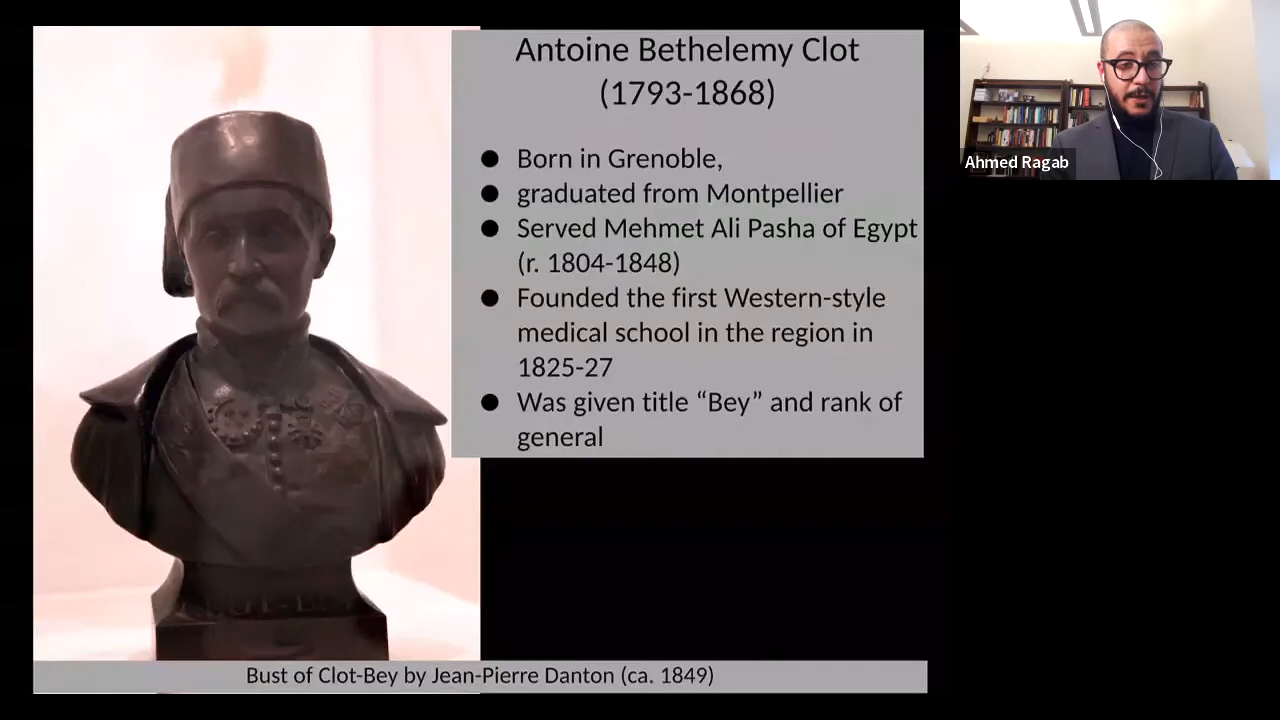 Antoine Bethelemy Clot
(1793-1868)
● Born in Grenoble,
● graduated from Montpellier
● Served Mehmet Ali Pasha of Egypt
(r. 1804-1848)
● Founded the first Western-style
medical school in the region in
1825-27
● Was given title “Bey” and rank of
general
Bust of Clot-Bey by Jean-Pierre Danton (ca. 1849)
Ahmed Ragab